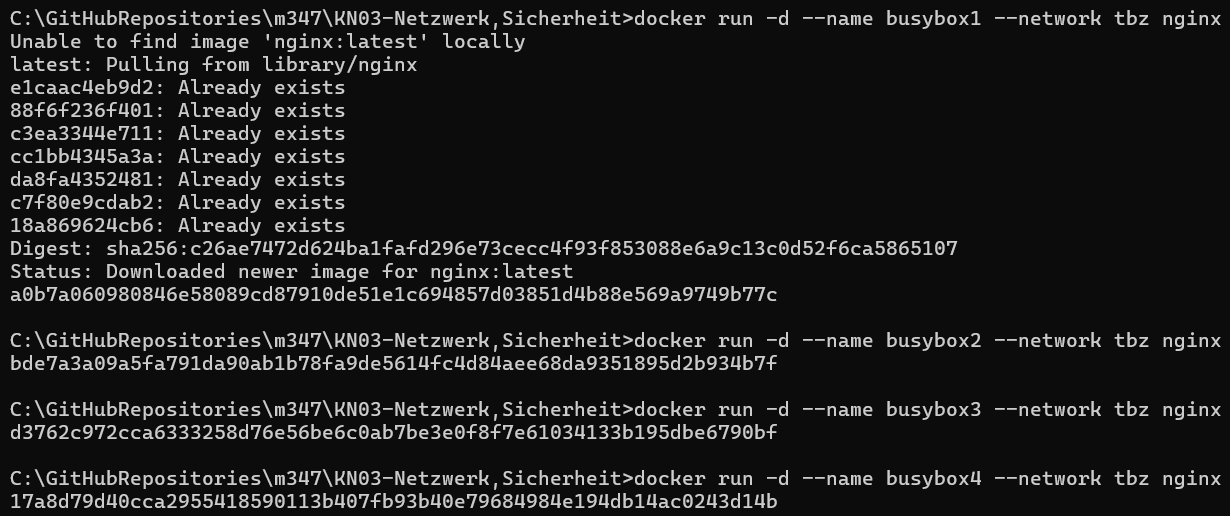 C:\GitHubRepositories\m347\KN03-Netzwerk,Sicherheit>docker run -d --name busybox1 --network tbz nginx
Unable to find image 'nginx:latest' locally
latest: Pulling from library/nginx
e1caac4eb9d2: Already exists
88f6f236f401: Already exists
c3ea3344e711: Already exists
cc1bb4345a3a: Already exists
da8fa4352481: Already exists
c7f80e9cdab2: Already exists
18a869624cb6: Already exists
Digest: sha256:c26ae7472d624ba1fafd296e73cecc4f93f853088e6a9c13c0d52f6ca5865107
Status: Downloaded newer image for nginx:latest
a0b7a060980846e58089cd87910de51e1c694857d03851d4b88e569a9749b77c
C:\GitHubRepositories\m347\KN03-Netzwerk,Sicherheit>docker run -d --name busybox2 --network tbz nginx
bde7a3a09a5fa791da90ab1b78fa9de5614fc4d84aee68da9351895d2b934b7f
C:\GitHubRepositories\m347\KN03-Netzwerk,Sicherheit>docker run -d --name busybox3 --network tbz nginx
d3762c972cca6333258d76e56be6c0ab7be3e0f8f7e61034133b195dbe6790bf
C:\GitHubRepositories\m347\KN03-Netzwerk,Sicherheit>docker run -d --name busybox4 --network tbz nginx
17a8d79d40cca2955418590113b407fb93b40e79684984e194db14ac0243d14b